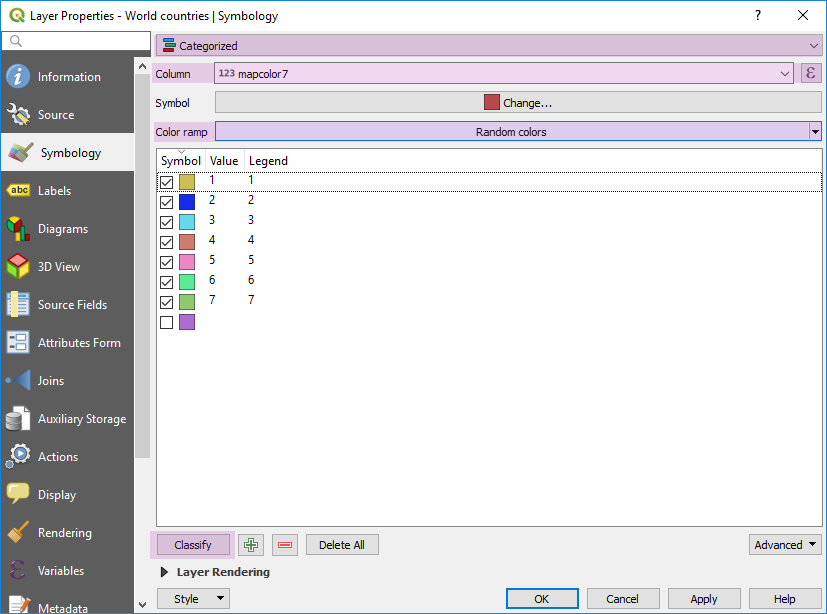 Layer Properties - World countries | Symbology
?
Categorized
Information
Column
123 mapcolor7
ε
Source
Symbol
Change...
Color ramp
Random colors
Symbology
Symbol Value Legend
1 1
abc Labels
2 2
Diagrams
3 3
4 4
3D View
5 5
6 6
Source Fields
7 7
Attributes Form
Joins
Auxiliary Storage
Actions
Display
Rendering
Classify
Delete All
Advanced
ε Variables
Layer Rendering
Metadata
Style
OK
Cancel
Apply
Help